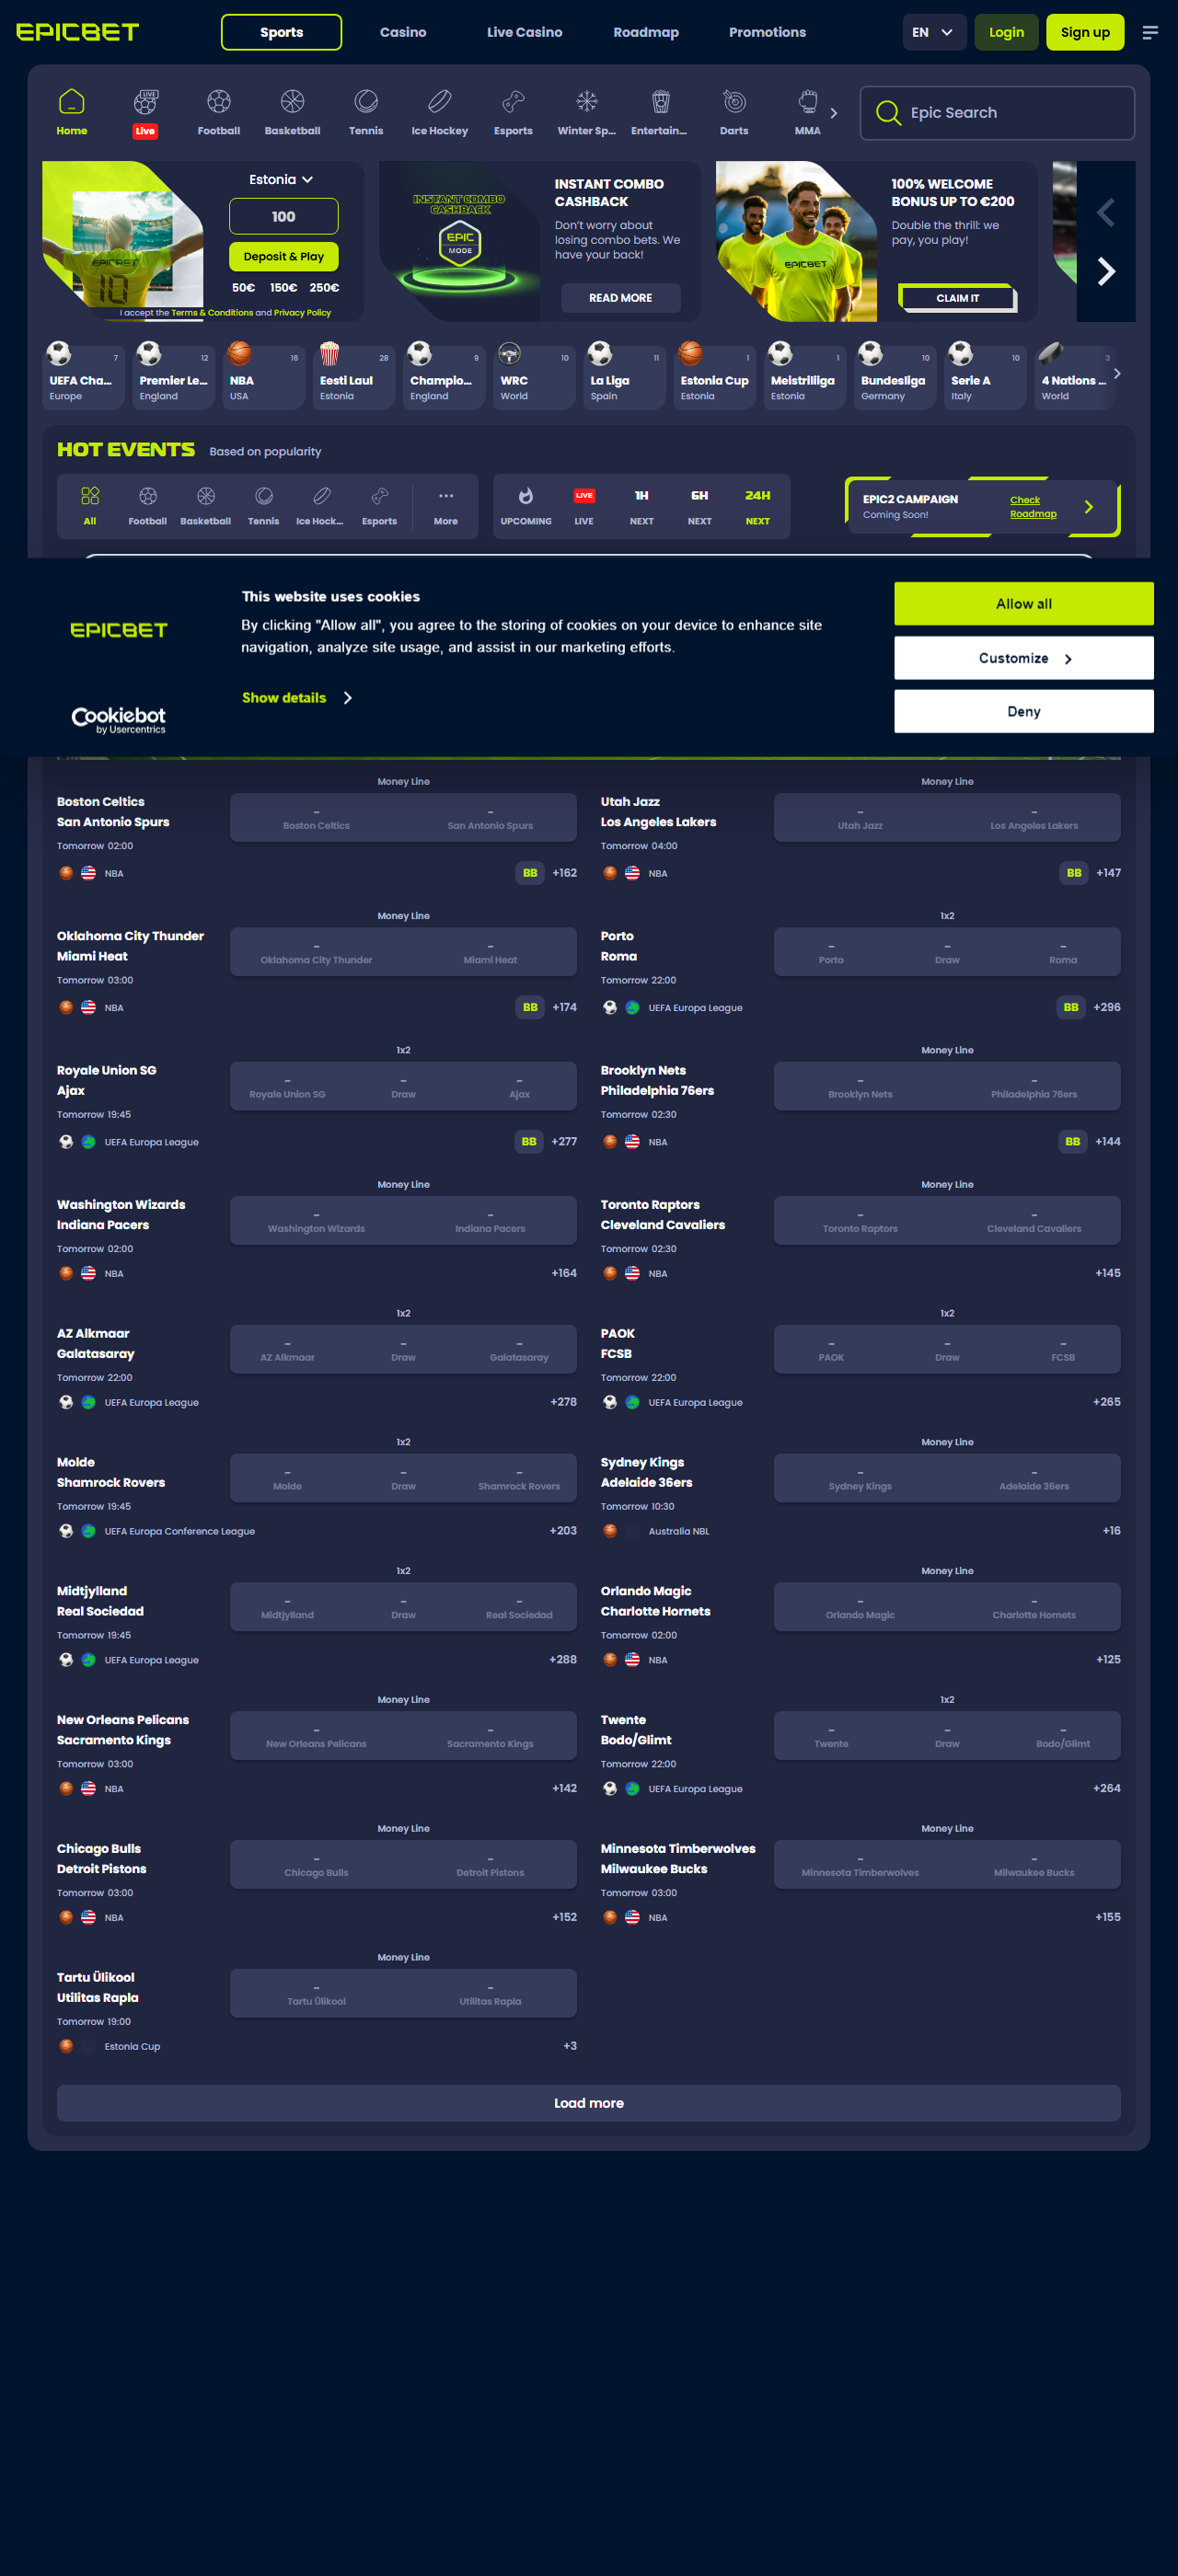 EPICBET
Sports
Casino
Live Casino
Roadmap
Promotions
EN
Login
Sign up
LIVE
Home
Live
Football
Basketball
Tennis
Ice Hockey
Esports
Winter Sp...
Entertain...
Darts
MMA
Epic Search
EPICBET
10
Estonia
100
Deposit & Play
50€ 150€ 250€
I accept the Terms & Conditions and Privacy Policy
INSTANT COMBO
CASHBACK
EPIC
MODE
INSTANT COMBO
CASHBACK
Don't worry about
losing combo bets. We
have your back!
READ MORE
EPICBET
100% WELCOME
BONUS UP TO €200
Double the thrill: we
pay, you play!
CLAIM IT
7
UEFA Cha...
Europe
12
Premier Le...
England
16
NBA
USA
28
Eesti Laul
Estonia
9
Champio...
England
10
WRC
World
11
La Liga
Spain
1
Estonia Cup
Estonia
1
Meistriliiga
Estonia
10
Bundesliga
Germany
10
Serie A
Italy
3
4 Nations ...
World
HOT EVENTS
Based on popularity
All
Football
Basketball
Tennis
Ice Hock...
Esports
More
UPCOMING
LIVE
LIVE
1H
NEXT
6H
NEXT
24H
NEXT
EPIC2 CAMPAIGN
Coming Soon!
Check
Roadmap
EPICBET
Cookiebot
by Usercentrics
This website uses cookies
By clicking "Allow all", you agree to the storing of cookies on your device to enhance site
navigation, analyze site usage, and assist in our marketing efforts.
Show details
Allow all
Customize
Deny
Money Line
Boston Celtics
San Antonio Spurs
Tomorrow 02:00
- -
Boston Celtics San Antonio Spurs
NBA
BB +162
Money Line
Utah Jazz
Los Angeles Lakers
Tomorrow 04:00
- -
Utah Jazz Los Angeles Lakers
NBA
BB +147
Money Line
Oklahoma City Thunder
Miami Heat
Tomorrow 03:00
- -
Oklahoma City Thunder Miami Heat
NBA
BB +174
1x2
Porto
Roma
Tomorrow 22:00
- - -
Porto Draw Roma
UEFA Europa League
BB +296
1x2
Royale Union SG
Ajax
Tomorrow 19:45
- - -
Royale Union SG Draw Ajax
UEFA Europa League
BB +277
Money Line
Brooklyn Nets
Philadelphia 76ers
Tomorrow 02:30
- -
Brooklyn Nets Philadelphia 76ers
NBA
BB +144
Money Line
Washington Wizards
Indiana Pacers
Tomorrow 02:00
- -
Washington Wizards Indiana Pacers
NBA
+164
Money Line
Toronto Raptors
Cleveland Cavaliers
Tomorrow 02:30
- -
Toronto Raptors Cleveland Cavaliers
NBA
+145
1x2
AZ Alkmaar
Galatasaray
Tomorrow 22:00
- - -
AZ Alkmaar Draw Galatasaray
UEFA Europa League
+278
1x2
PAOK
FCSB
Tomorrow 22:00
- - -
PAOK Draw FCSB
UEFA Europa League
+265
1x2
Molde
Shamrock Rovers
Tomorrow 19:45
- - -
Molde Draw Shamrock Rovers
UEFA Europa Conference League
+203
Money Line
Sydney Kings
Adelaide 36ers
Tomorrow 10:30
- -
Sydney Kings Adelaide 36ers
Australia NBL
+16
1x2
Midtjylland
Real Sociedad
Tomorrow 19:45
- - -
Midtjylland Draw Real Sociedad
UEFA Europa League
+288
Money Line
Orlando Magic
Charlotte Hornets
Tomorrow 02:00
- -
Orlando Magic Charlotte Hornets
NBA
+125
Money Line
New Orleans Pelicans
Sacramento Kings
Tomorrow 03:00
- -
New Orleans Pelicans Sacramento Kings
NBA
+142
1x2
Twente
Bodo/Glimt
Tomorrow 22:00
- - -
Twente Draw Bodo/Glimt
UEFA Europa League
+264
Money Line
Chicago Bulls
Detroit Pistons
Tomorrow 03:00
- -
Chicago Bulls Detroit Pistons
NBA
+152
Money Line
Minnesota Timberwolves
Milwaukee Bucks
Tomorrow 03:00
- -
Minnesota Timberwolves Milwaukee Bucks
NBA
+155
Money Line
Tartu Ülikool
Utilitas Rapla
Tomorrow 19:00
- -
Tartu Ülikool Utilitas Rapla
Estonia Cup
+3
Load more